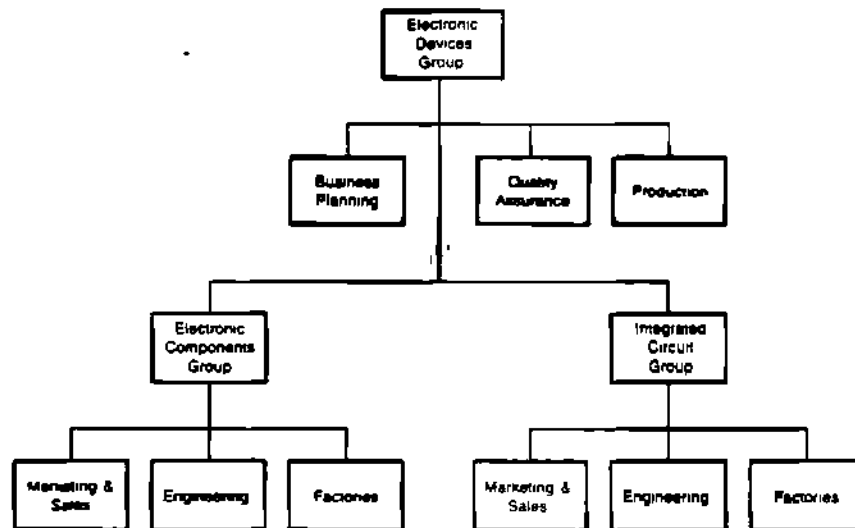 Electronic
Devices
Group
Business
Planning
Quality
Assurance
Production
Electronic
Components
Group
Integrated
Circuit
Group
Marketing &
Sales
Engineering
Factories
Marketing &
Sales
Engineering
Factories